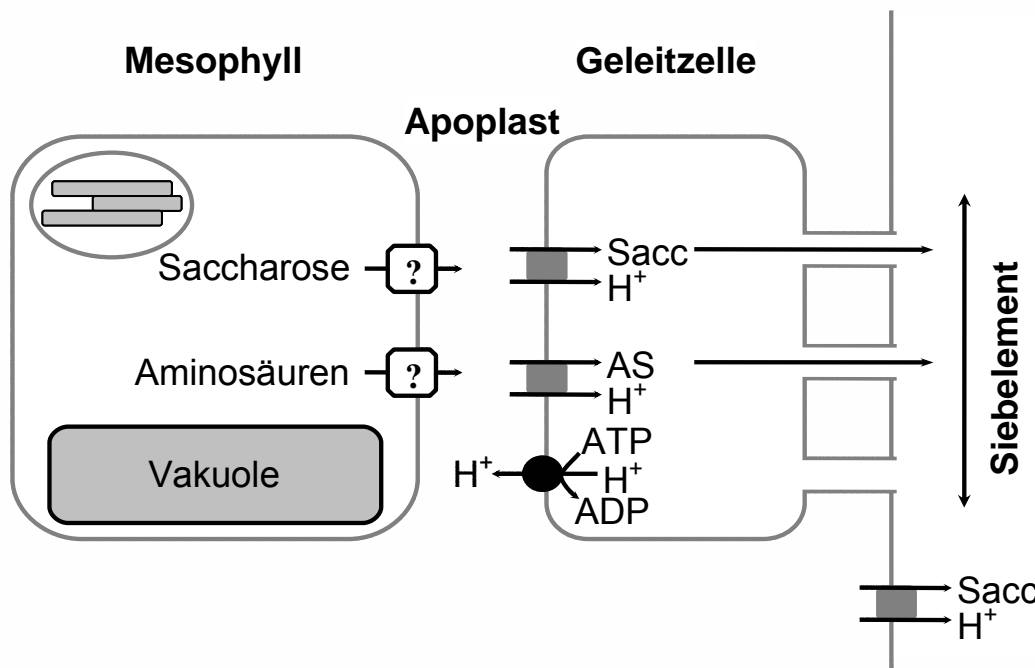 Mesophyll
Geleitzelle
Apoplast
Saccharose
?
Sacc
H⁺
Aminosäuren
?
AS
H⁺
Vakuole
H⁺
ATP
H⁺
ADP
Siebelement
Sacc
H⁺